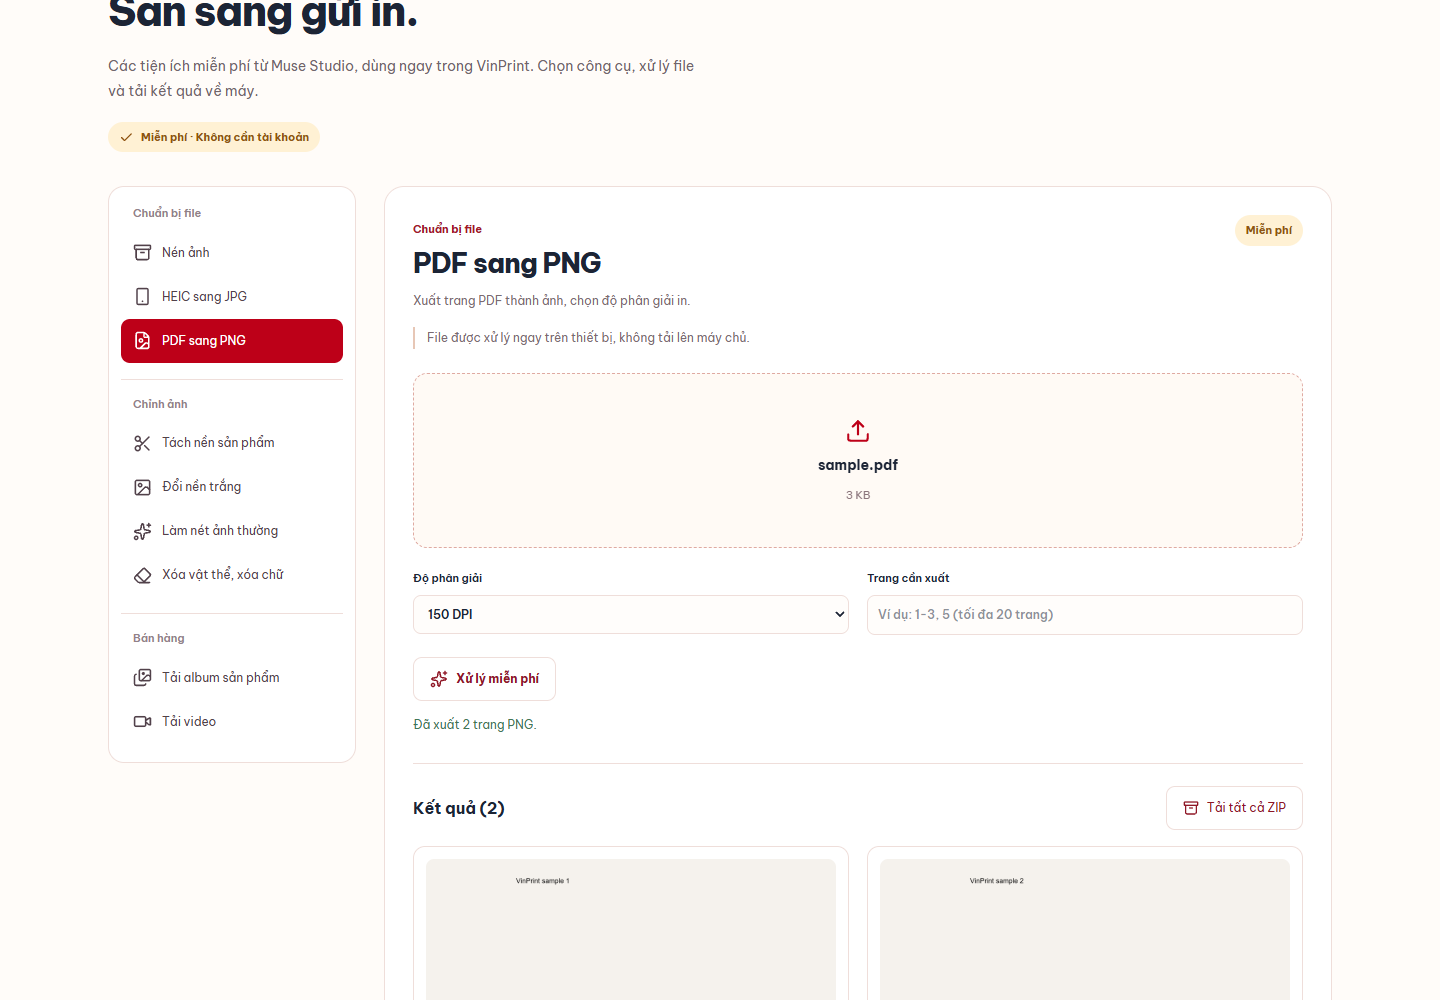 Sẵn sàng gửi in.
Các tiện ích miễn phí từ Muse Studio, dùng ngay trong VinPrint. Chọn công cụ, xử lý file
và tải kết quả về máy.
Miễn phí · Không cần tài khoản
Chuẩn bị file
Nén ảnh
HEIC sang JPG
PDF sang PNG
Chỉnh ảnh
Tách nền sản phẩm
Đổi nền trắng
Làm nét ảnh thường
Xóa vật thể, xóa chữ
Bán hàng
Tải album sản phẩm
Tải video
Chuẩn bị file
Miễn phí
PDF sang PNG
Xuất trang PDF thành ảnh, chọn độ phân giải in.
File được xử lý ngay trên thiết bị, không tải lên máy chủ.
sample.pdf
3 KB
Độ phân giải
Trang cần xuất
150 DPI
Ví dụ: 1-3, 5 (tối đa 20 trang)
Xử lý miễn phí
Đã xuất 2 trang PNG.
Kết quả (2)
Tải tất cả ZIP
VinPrint sample 1
VinPrint sample 2